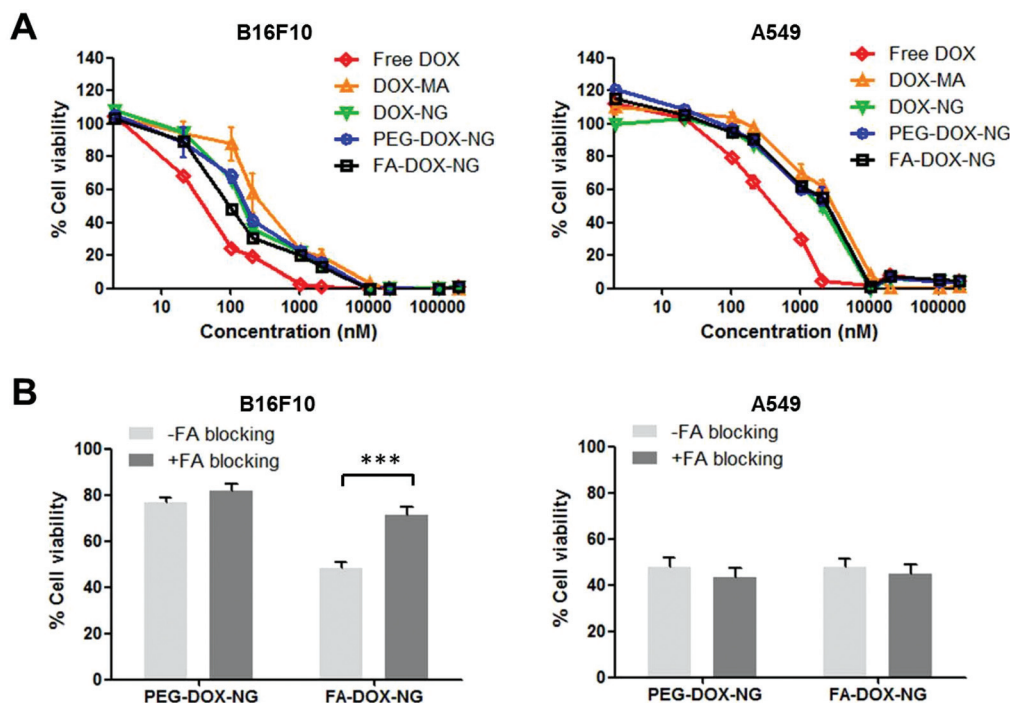 A
B16F10
A549
Free DOX
DOX-MA
DOX-NG
PEG-DOX-NG
FA-DOX-NG
% Cell viability
140
120
100
80
60
40
20
0
10 100 1000 10000 100000
Concentration (nM)
Free DOX
DOX-MA
DOX-NG
PEG-DOX-NG
FA-DOX-NG
% Cell viability
140
120
100
80
60
40
20
0
10 100 1000 10000 100000
Concentration (nM)
B
B16F10
A549
-FA blocking
+FA blocking
***
% Cell viability
100
80
60
40
20
0
PEG-DOX-NG FA-DOX-NG
-FA blocking
+FA blocking
% Cell viability
100
80
60
40
20
0
PEG-DOX-NG FA-DOX-NG